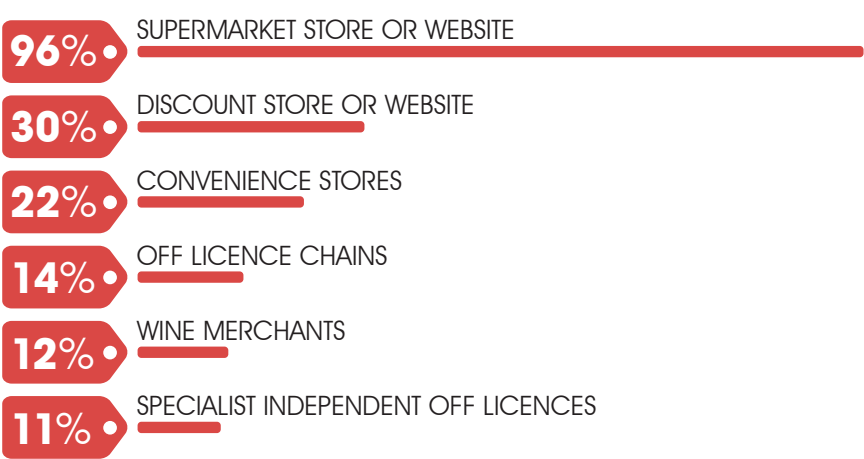 96% SUPERMARKET STORE OR WEBSITE
30% DISCOUNT STORE OR WEBSITE
22% CONVENIENCE STORES
14% OFF LICENCE CHAINS
12% WINE MERCHANTS
11% SPECIALIST INDEPENDENT OFF LICENCES